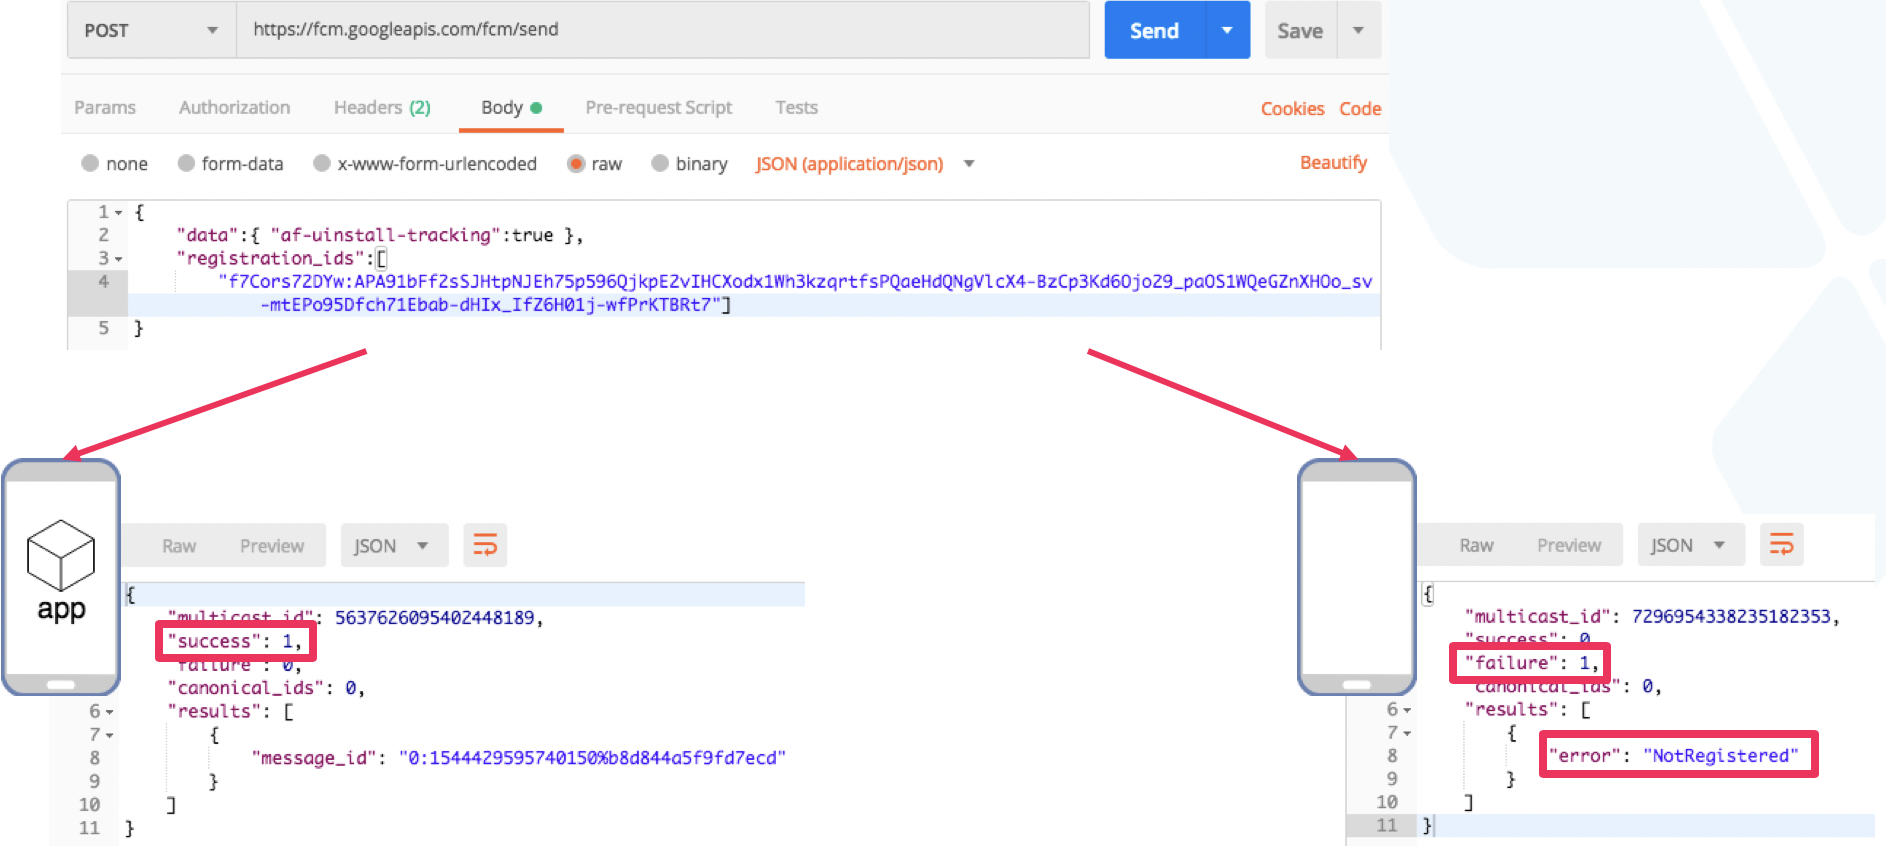 POST https://fcm.googleapis.com/fcm/send Send Save
Params Authorization Headers (2) Body Pre-request Script Tests Cookies Code
none form-data x-www-form-urlencoded raw binary JSON (application/json) Beautify
1 {
2 "data":{ "af-uinstall-tracking":true },
3 "registration_ids":[
4 "f7Cors72DYw:APA91bFf2sSJHtpNJEh75p596QjkpE2vIHCXodx1Wh3kzqrtfsPQaeHdQNgVlcX4-BzCp3Kd6Ojo29_paOS1WQeGZnXHOo_sv
-mtEPo95Dfch71Ebab-dHIx_IfZ6H01j-wfPrKTBRt7"]
5 }
app
Raw Preview JSON
{
"multicast_id": 5637626095402448189,
"success": 1,
"failure": 0,
"canonical_ids": 0,
6 "results": [
7 {
8 "message_id": "0:1544429595740150%b8d844a5f9fd7ecd"
9 }
10 ]
11 }
Raw Preview JSON
{
"multicast_id": 7296954338235182353,
"success": 0
"failure": 1,
"canonical_ids": 0,
6 "results": [
7 {
8 "error": "NotRegistered"
9 }
10 ]
11 }